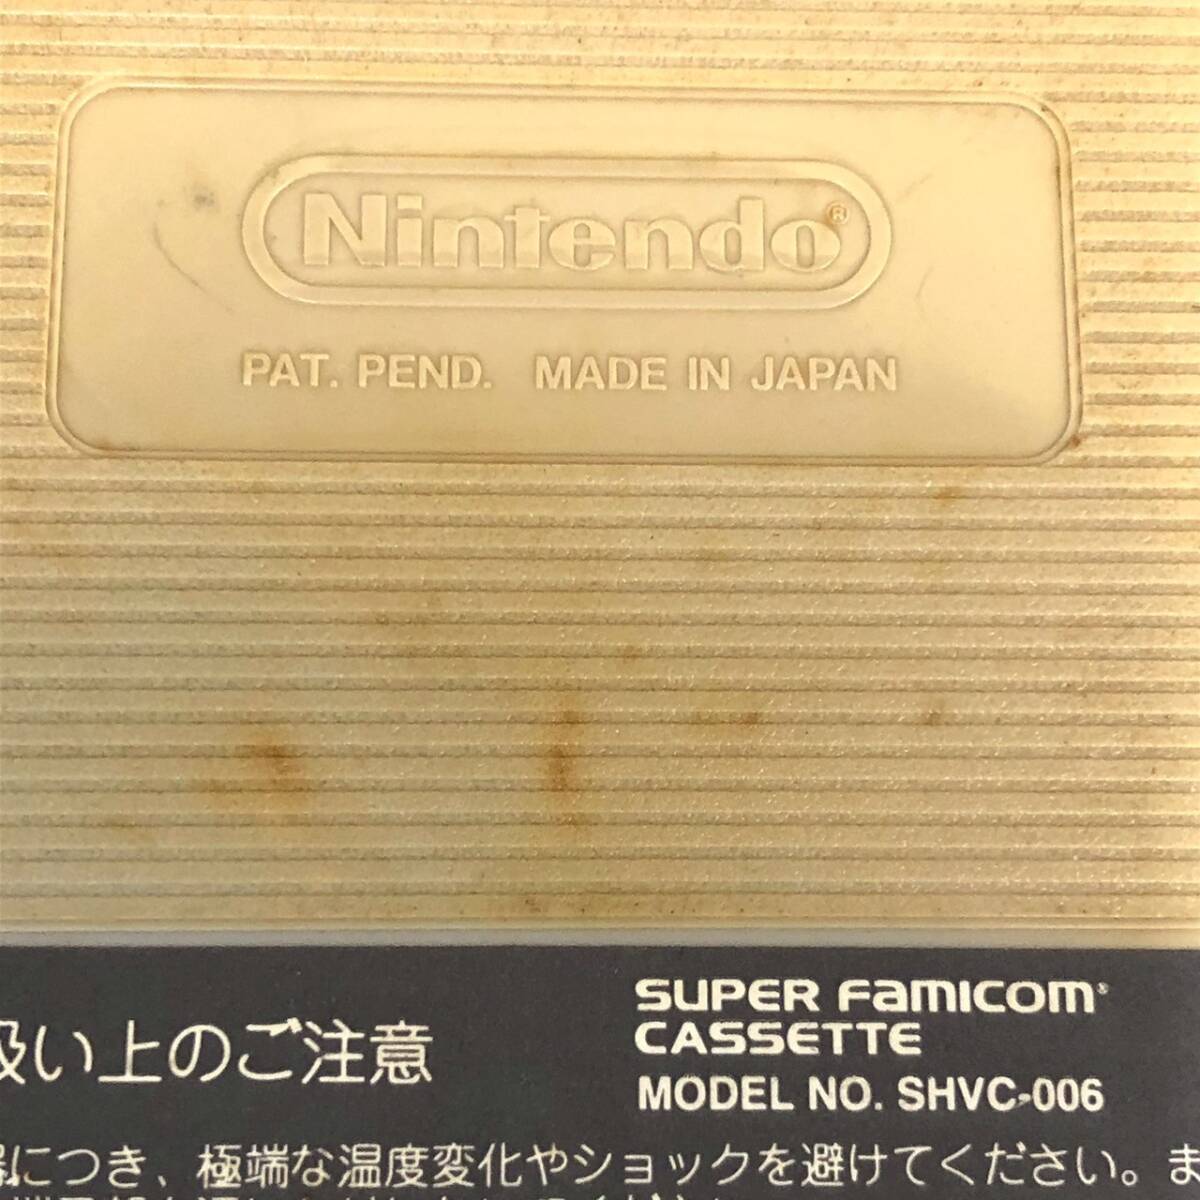 Nintendo®
PAT. PEND. MADE IN JAPAN
SUPER FAMICOM
CASSETTE
扱い上のご注意
MODEL NO. SHVC-006
器につき、極端な温度変化やショックを避けてください。ま